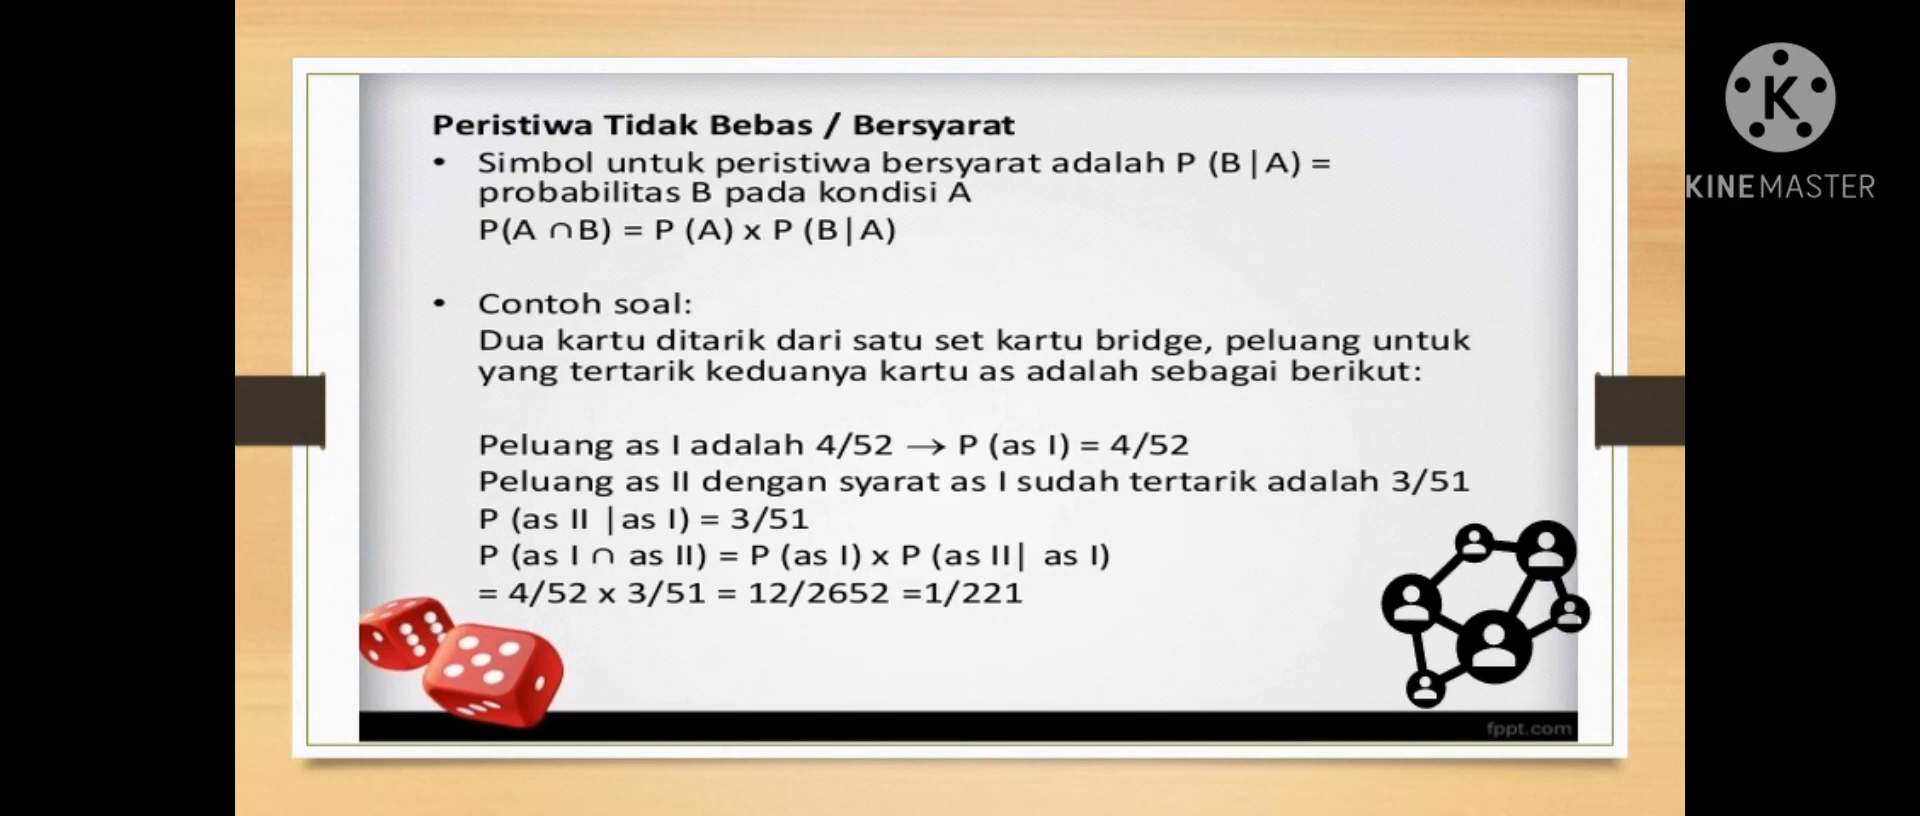 Peristiwa Tidak Bebas / Bersyarat
• Simbol untuk peristiwa bersyarat adalah P (B|A) =
probabilitas B pada kondisi A
P(A ∩B) = P (A) x P (B|A)
• Contoh soal:
Dua kartu ditarik dari satu set kartu bridge, peluang untuk
yang tertarik keduanya kartu as adalah sebagai berikut:
Peluang as I adalah 4/52 → P (as I) = 4/52
Peluang as II dengan syarat as I sudah tertarik adalah 3/51
P (as II |as I) = 3/51
P (as I ∩ as II) = P (as I) x P (as II| as I)
= 4/52 x 3/51 = 12/2652 =1/221
fppt.com
K
KINEMASTER